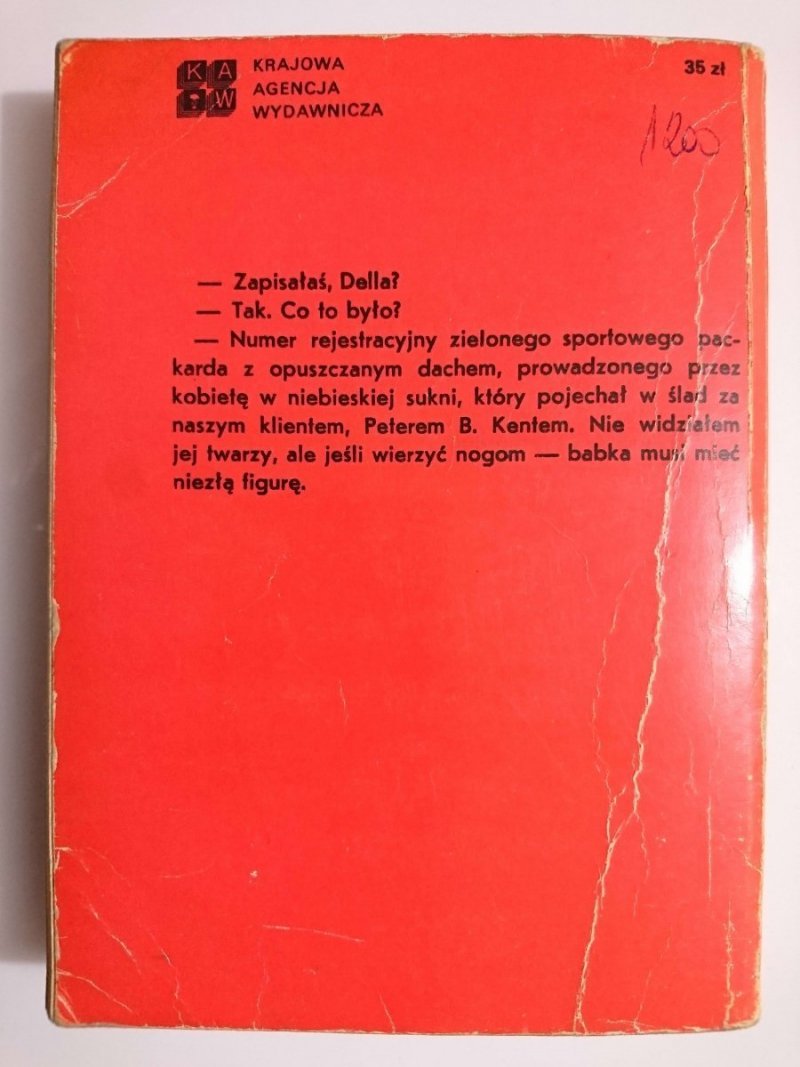 K A
W
KRAJOWA
AGENCJA
WYDAWNICZA
35 zł
1200
— Zapisałaś, Della?
— Tak. Co to było?
— Numer rejestracyjny zielonego sportowego pac-
karda z opuszczanym dachem, prowadzonego przez
kobietę w niebieskiej sukni, który pojechał w ślad za
naszym klientem, Peterem B. Kentem. Nie widziałem
jej twarzy, ale jeśli wierzyć nogom — babka musi mieć
niezłą figurę.